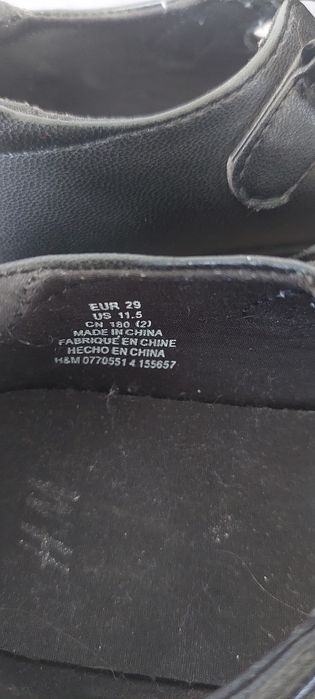 EUR 29
US 11.5
CN 180 (2)
MADE IN CHINA
FABRIQUÉ EN CHINE
HECHO EN CHINA
H&M 0770551 4 155657